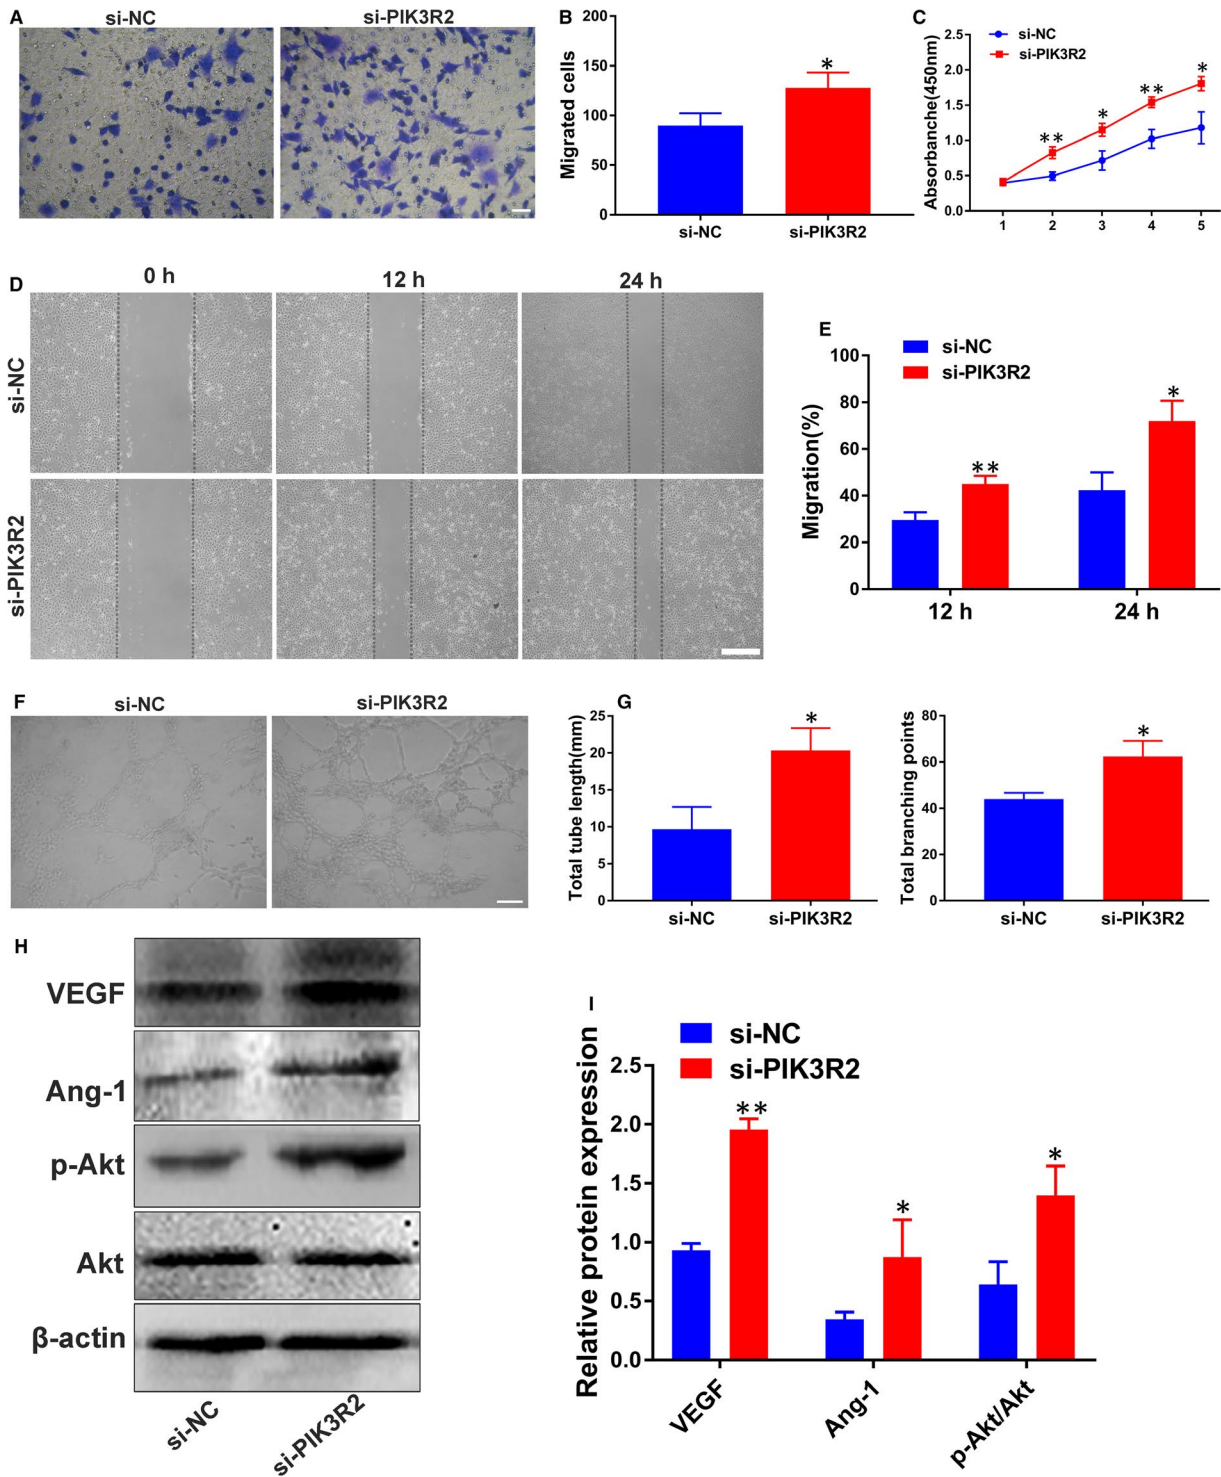 A
si-NC
si-PIK3R2
B
Migrated cells
200
150
100
50
0
*
si-NC
si-PIK3R2
C
Absorbanche(450nm)
2.5
2.0
1.5
1.0
0.5
0.0
si-NC
si-PIK3R2
**
*
**
*
1 2 3 4 5
D
0 h
12 h
24 h
si-NC
si-PIK3R2
E
si-NC
si-PIK3R2
Migration(%)
100
80
60
40
20
0
**
*
12 h
24 h
F
si-NC
si-PIK3R2
G
Total tube length(mm)
25
20
15
10
5
0
*
si-NC
si-PIK3R2
Total branching points
80
60
40
20
0
*
si-NC
si-PIK3R2
H
VEGF
Ang-1
p-Akt
Akt
β-actin
si-NC
si-PIK3R2
I
si-NC
si-PIK3R2
Relative protein expression
2.5
2.0
1.5
1.0
0.5
0.0
**
*
*
VEGF
Ang-1
p-Akt/Akt